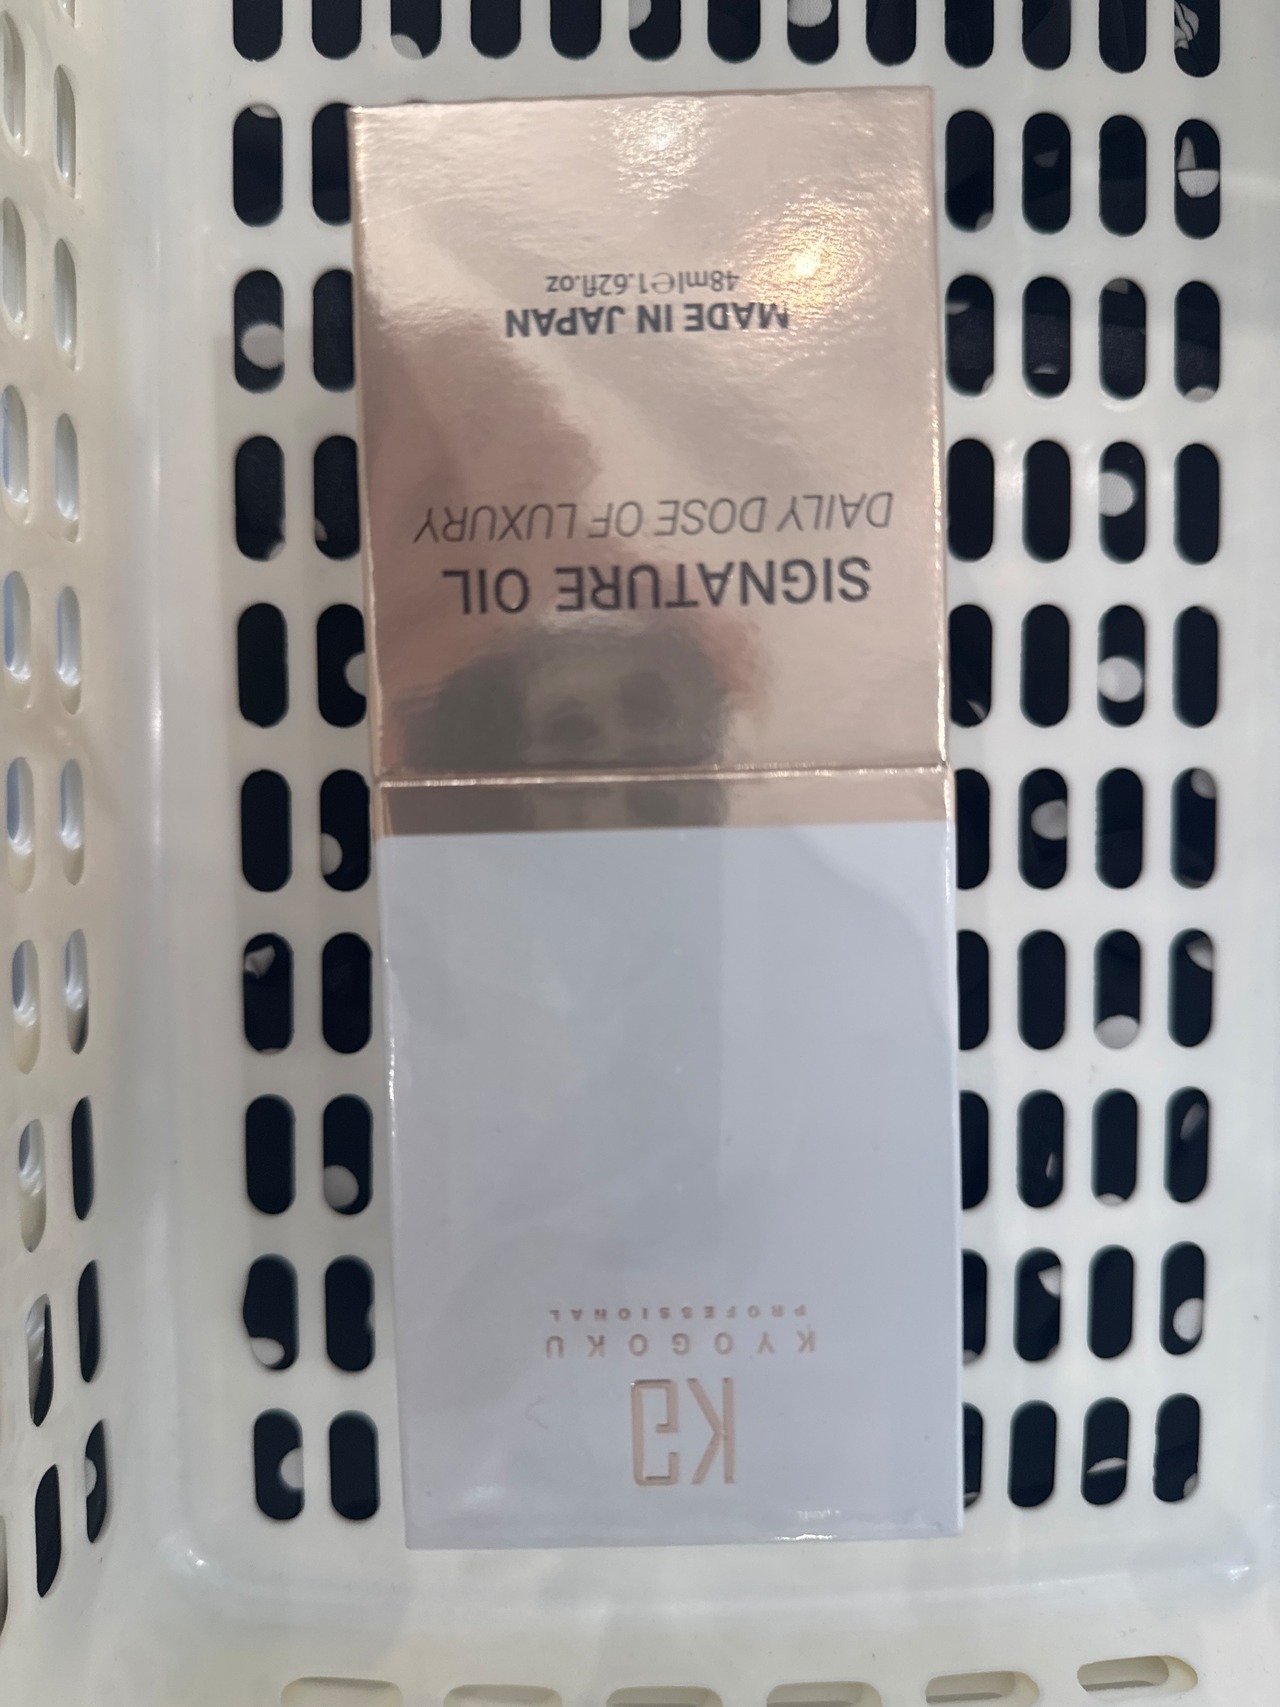 KG
KYOGOKU
PROFESSIONAL
SIGNATURE OIL
DAILY DOSE OF LUXURY
MADE IN JAPAN
48ml℮1.62fl.oz